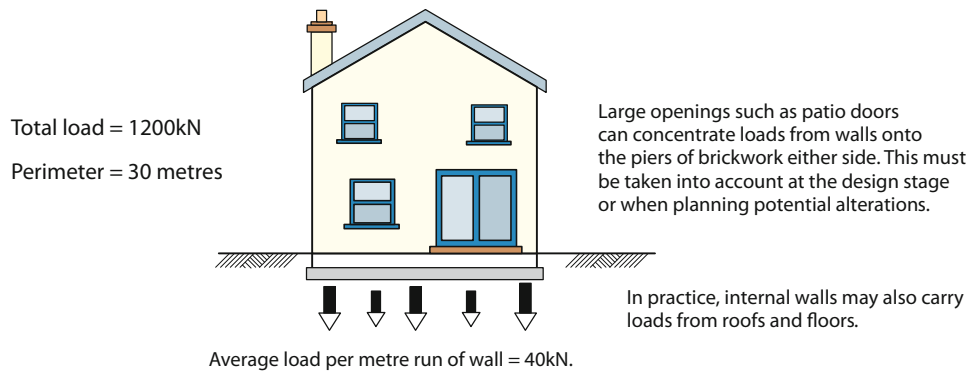 Total load = 1200kN
Perimeter = 30 metres
Large openings such as patio doors
can concentrate loads from walls onto
the piers of brickwork either side. This must
be taken into account at the design stage
or when planning potential alterations.
In practice, internal walls may also carry
loads from roofs and floors.
Average load per metre run of wall = 40kN.